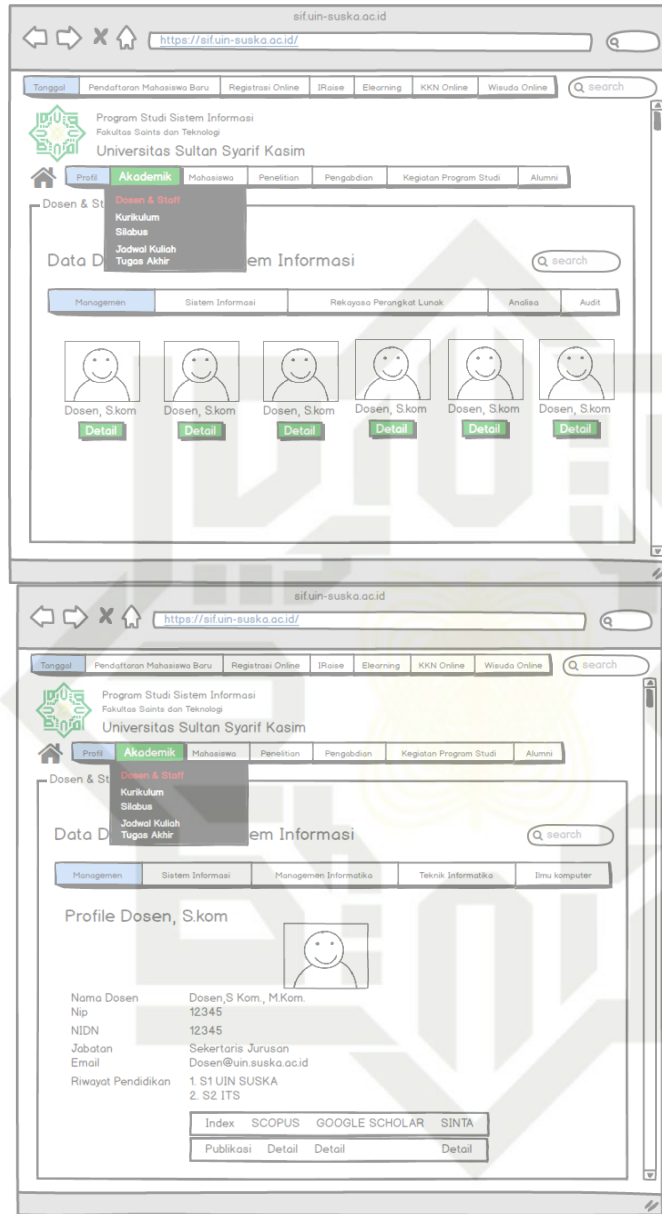 sif.uin-suska.ac.id
https://sif.uin-suska.ac.id/
Tanggal Pendaftaran Mahasiswa Baru Registrasi Online IRaise Elearning KKN Online Wisuda Online search
Program Studi Sistem Informasi
Fakultas Saints dan Teknologi
Universitas Sultan Syarif Kasim
Profil Akademik Mahasiswa Penelitian Pengabdian Kegiatan Program Studi Alumni
Dosen & St
Dosen & Staff
Kurikulum
Silabus
Jadwal Kuliah
Tugas Akhir
Data D em Informasi search
Managemen Sistem Informasi Rekayasa Perangkat Lunak Analisa Audit
Dosen, S.kom Dosen, S.kom Dosen, S.kom Dosen, S.kom Dosen, S.kom Dosen, S.kom
Detail Detail Detail Detail Detail Detail
sif.uin-suska.ac.id
https://sif.uin-suska.ac.id/
Tanggal Pendaftaran Mahasiswa Baru Registrasi Online IRaise Elearning KKN Online Wisuda Online search
Program Studi Sistem Informasi
Fakultas Saints dan Teknologi
Universitas Sultan Syarif Kasim
Profil Akademik Mahasiswa Penelitian Pengabdian Kegiatan Program Studi Alumni
Dosen & St
Dosen & Staff
Kurikulum
Silabus
Jadwal Kuliah
Tugas Akhir
Data D em Informasi search
Managemen Sistem Informasi Managemen Informatika Teknik Informatika Ilmu komputer
Profile Dosen, S.kom
Nama Dosen Dosen,S Kom., M.Kom.
Nip 12345
NIDN 12345
Jabatan Sekertaris Jurusan
Email Dosen@uin.suska.ac.id
Riwayat Pendidikan 1. S1 UIN SUSKA
2. S2. ITS
Index SCOPUS GOOGLE SCHOLAR SINTA
Publikasi Detail Detail Detail